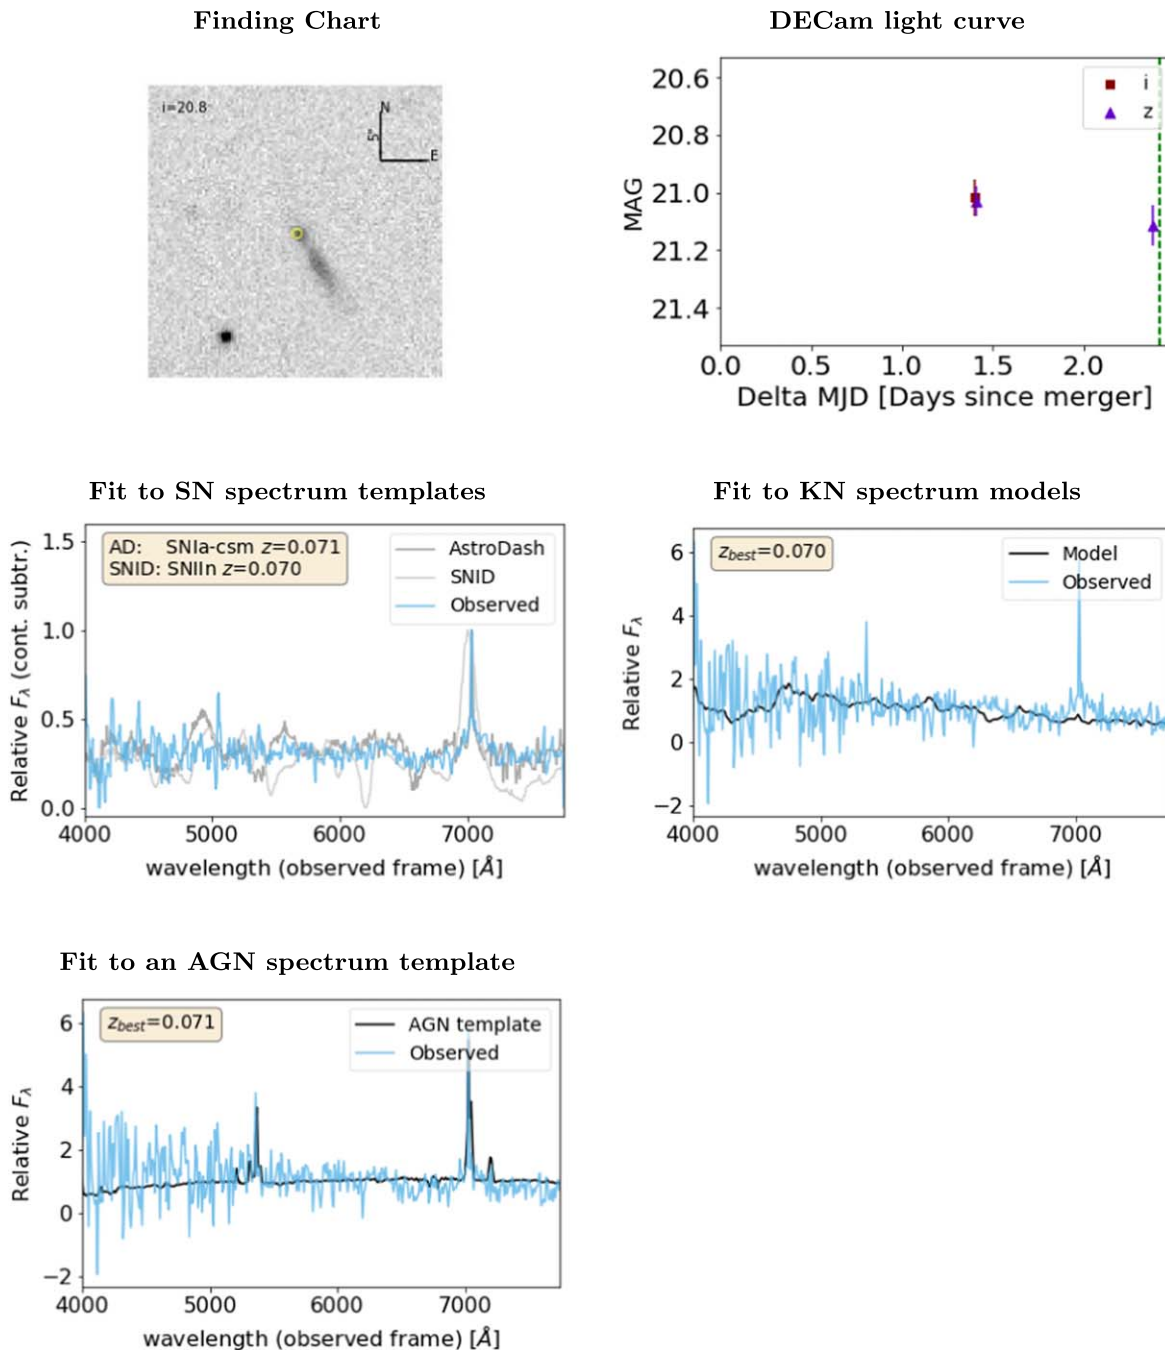 Finding Chart
i=20.8
N
5"
E
DECam light curve
i
z
20.6
20.8
21.0
21.2
21.4
MAG
0.0 0.5 1.0 1.5 2.0
Delta MJD [Days since merger]
Fit to SN spectrum templates
AD: SNIa-csm z=0.071
SNID: SNIIn z=0.070
AstroDash
SNID
Observed
1.5
1.0
0.5
0.0
Relative Fλ (cont. subtr.)
4000 5000 6000 7000
wavelength (observed frame) [Å]
Fit to KN spectrum models
zbest=0.070
Model
Observed
6
4
2
0
−2
Relative Fλ
4000 5000 6000 7000
wavelength (observed frame) [Å]
Fit to an AGN spectrum template
zbest=0.071
AGN template
Observed
6
4
2
0
−2
Relative Fλ
4000 5000 6000 7000
wavelength (observed frame) [Å]